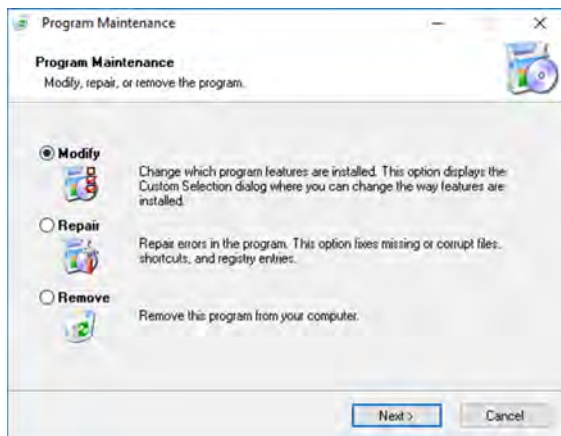 Program Maintenance
Program Maintenance
Modify, repair, or remove the program.
Modify
Change which program features are installed. This option displays the
Custom Selection dialog where you can change the way features are
installed.
Repair
Repair errors in the program. This option fixes missing or corrupt files,
shortcuts, and registry entries.
Remove
Remove this program from your computer.
Next >
Cancel